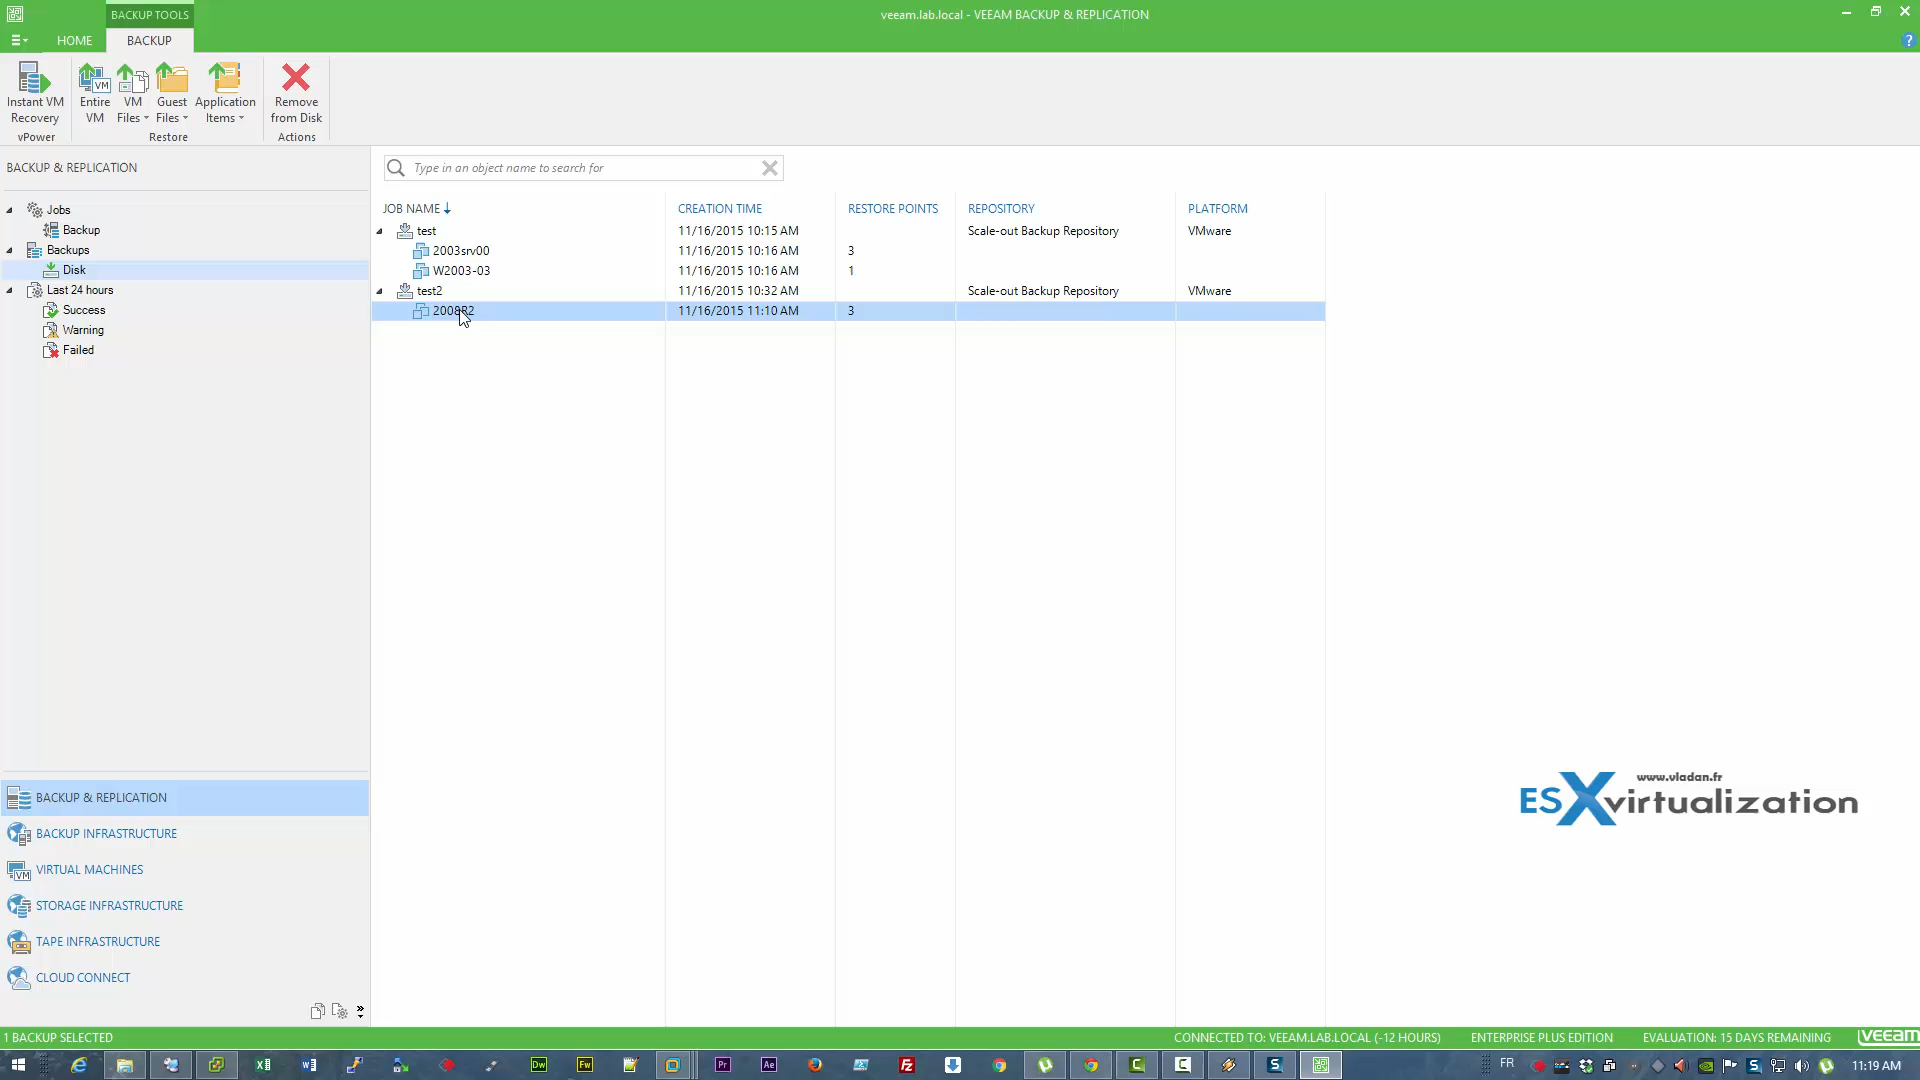 BACKUP TOOLS
veeam.lab.local - VEEAM BACKUP & REPLICATION
HOME
BACKUP
Instant VM Recovery
Entire VM
VM Files
Guest Files
Application Items
Remove from Disk
vPower
Restore
Actions
BACKUP & REPLICATION
Type in an object name to search for
Jobs
Backup
Backups
Disk
Last 24 hours
Success
Warning
Failed
JOB NAME CREATION TIME RESTORE POINTS REPOSITORY PLATFORM
test 11/16/2015 10:15 AM Scale-out Backup Repository VMware
2003srv00 11/16/2015 10:16 AM 3
W2003-03 11/16/2015 10:16 AM 1
test2 11/16/2015 10:32 AM Scale-out Backup Repository VMware
2008R2 11/16/2015 11:10 AM 3
www.vladan.fr
ESXvirtualization
BACKUP & REPLICATION
BACKUP INFRASTRUCTURE
VM
VIRTUAL MACHINES
STORAGE INFRASTRUCTURE
TAPE INFRASTRUCTURE
CLOUD CONNECT
1 BACKUP SELECTED
CONNECTED TO: VEEAM.LAB.LOCAL (-12 HOURS)
ENTERPRISE PLUS EDITION
EVALUATION: 15 DAYS REMAINING
veeam
Dw
Fw
Pr
Ae
FR
11:19 AM